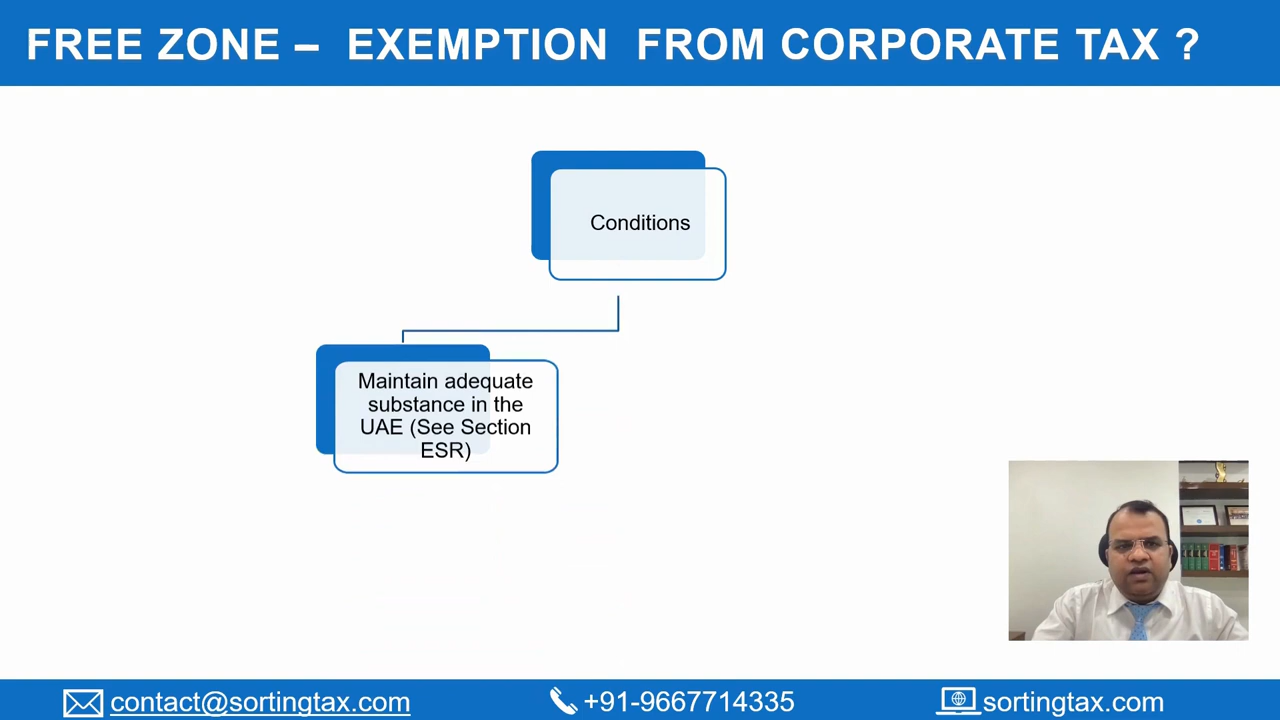 FREE ZONE – EXEMPTION FROM CORPORATE TAX ?
Conditions
Maintain adequate
substance in the
UAE (See Section
ESR)
contact@sortingtax.com
+91-9667714335
sortingtax.com